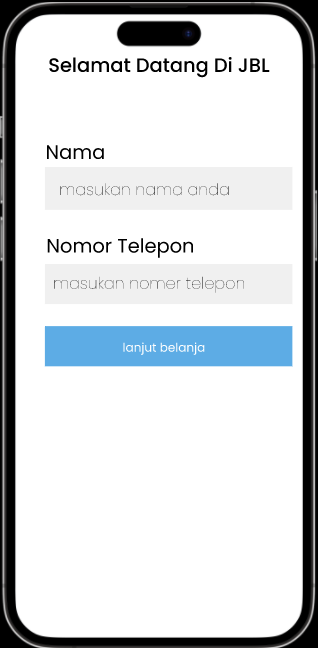 Selamat Datang Di JBL
Nama
masukan nama anda
Nomor Telepon
masukan nomer telepon
lanjut belanja